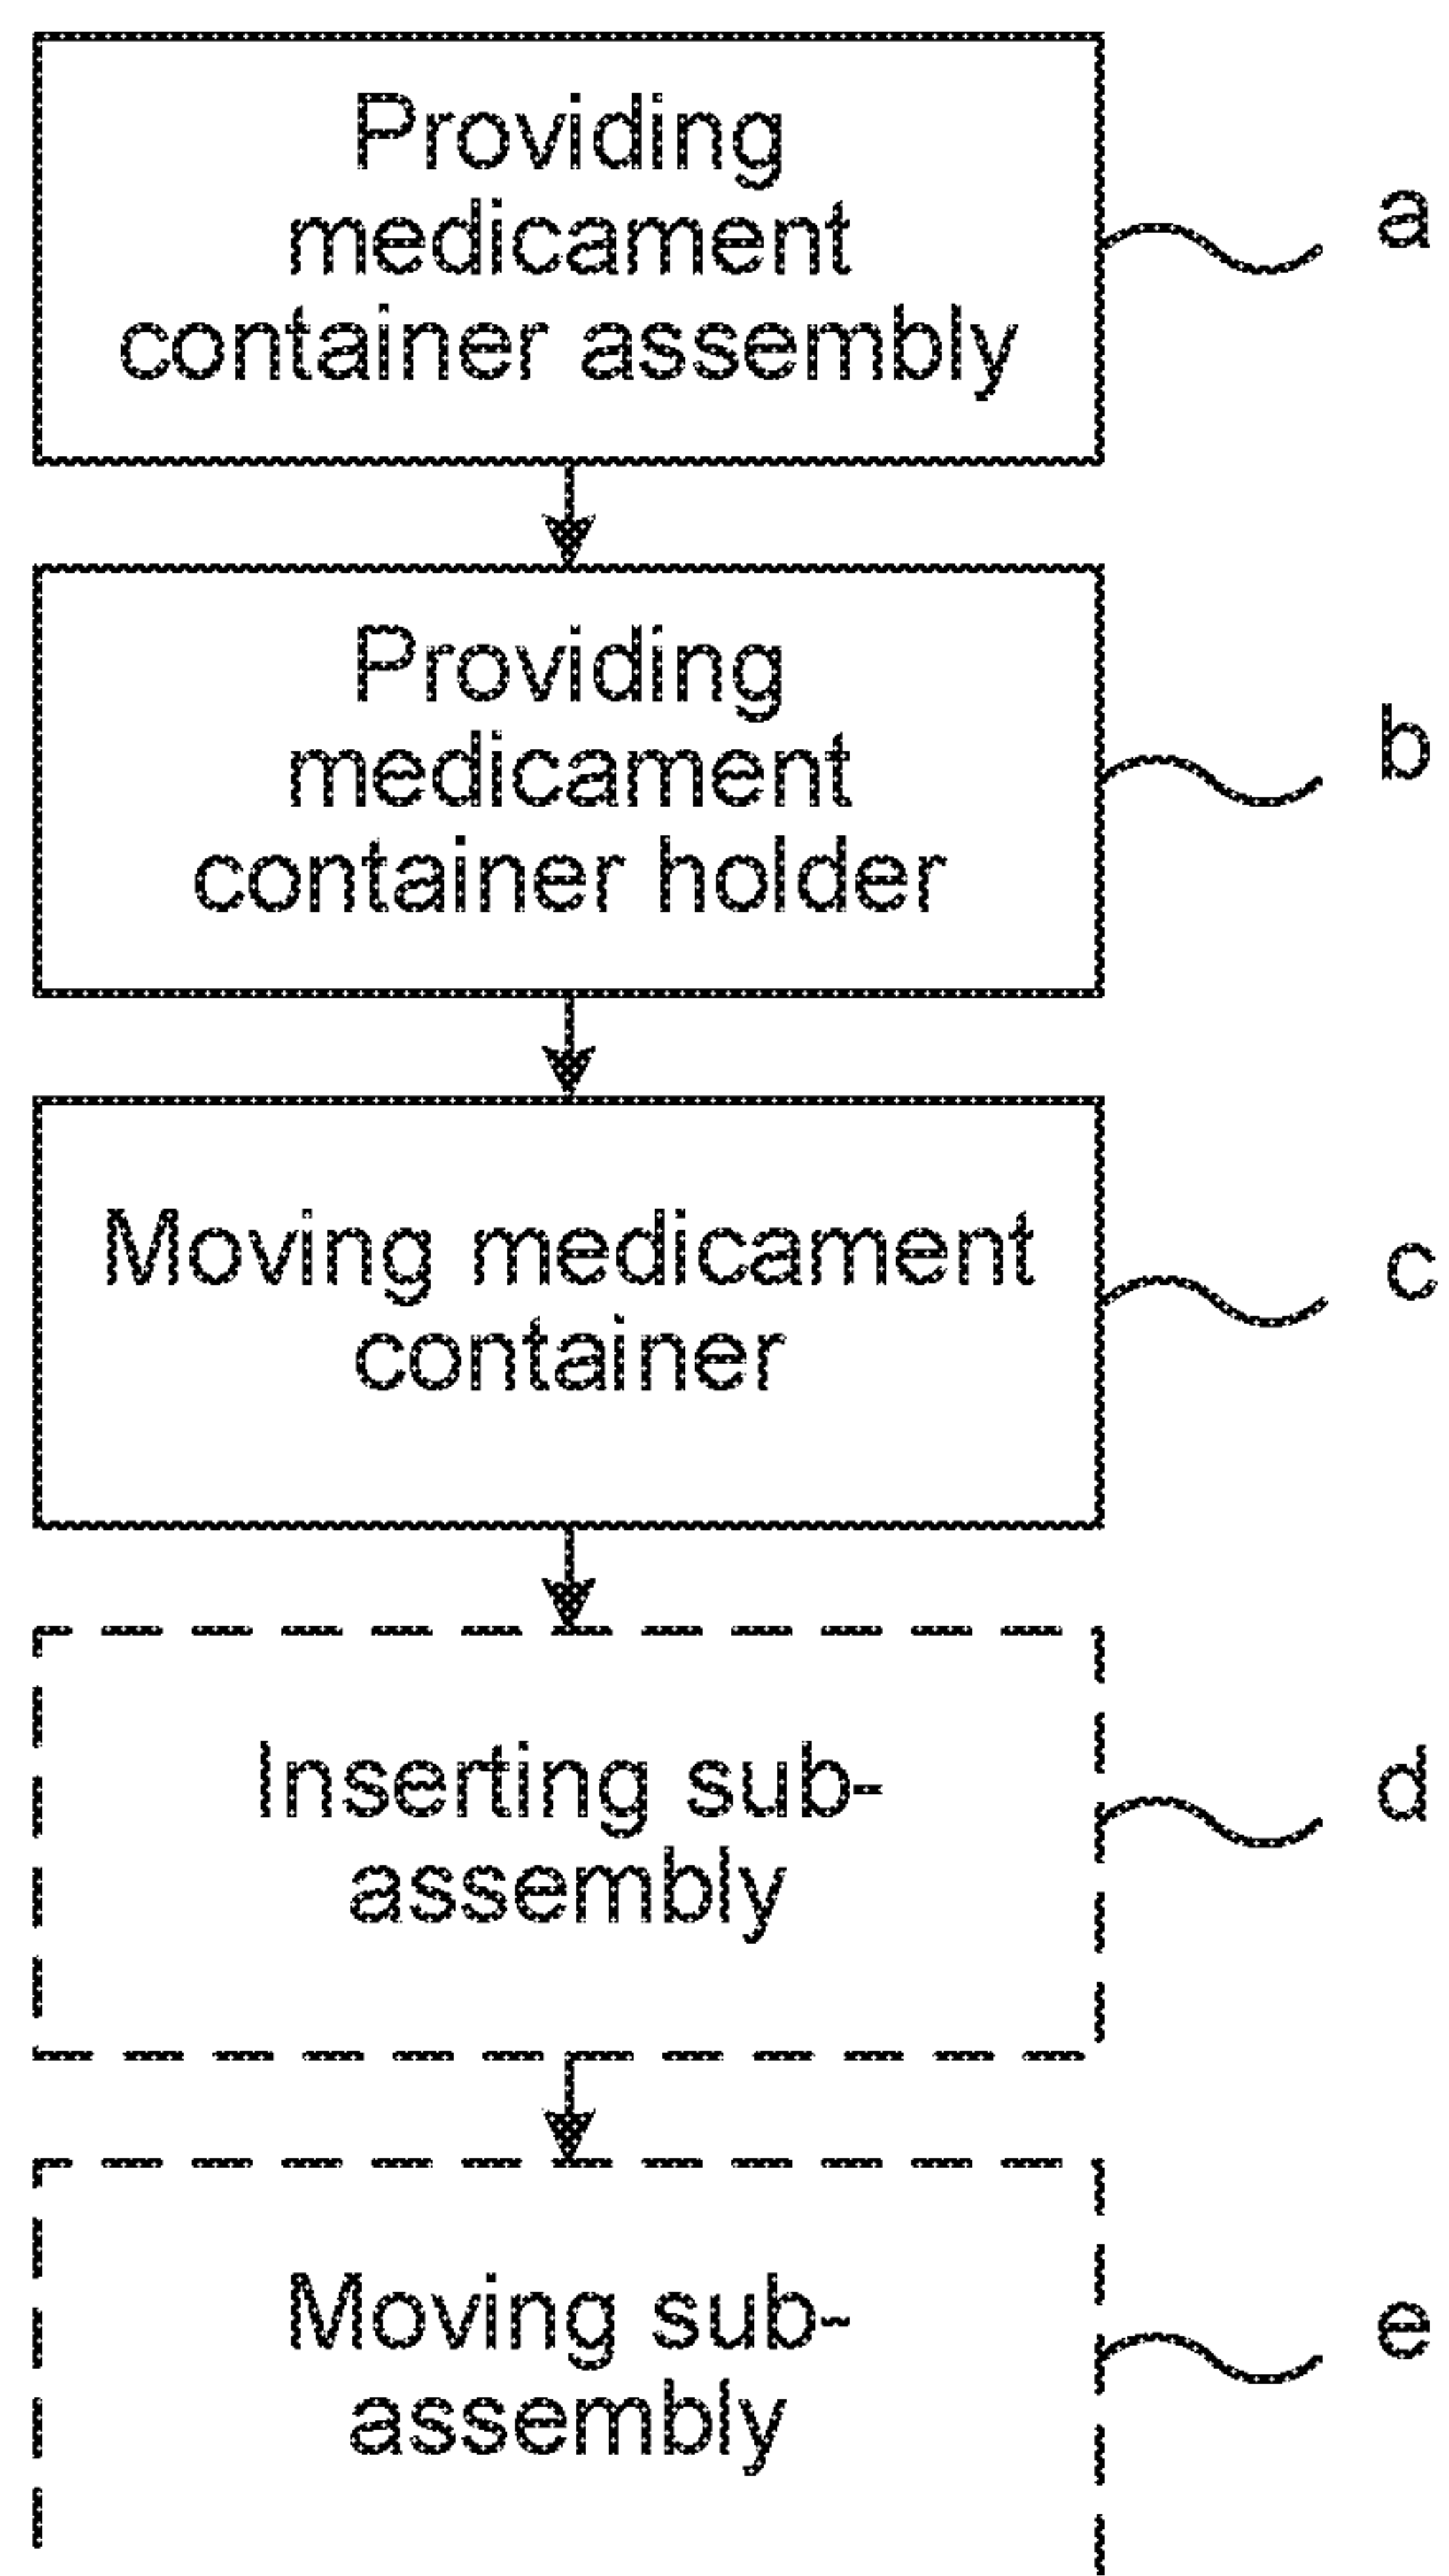 Providing
medicament
container assembly
a
Providing
medicament
container holder
b
Moving medicament
container
c
Inserting sub-
assembly
d
Moving sub-
assembly
e